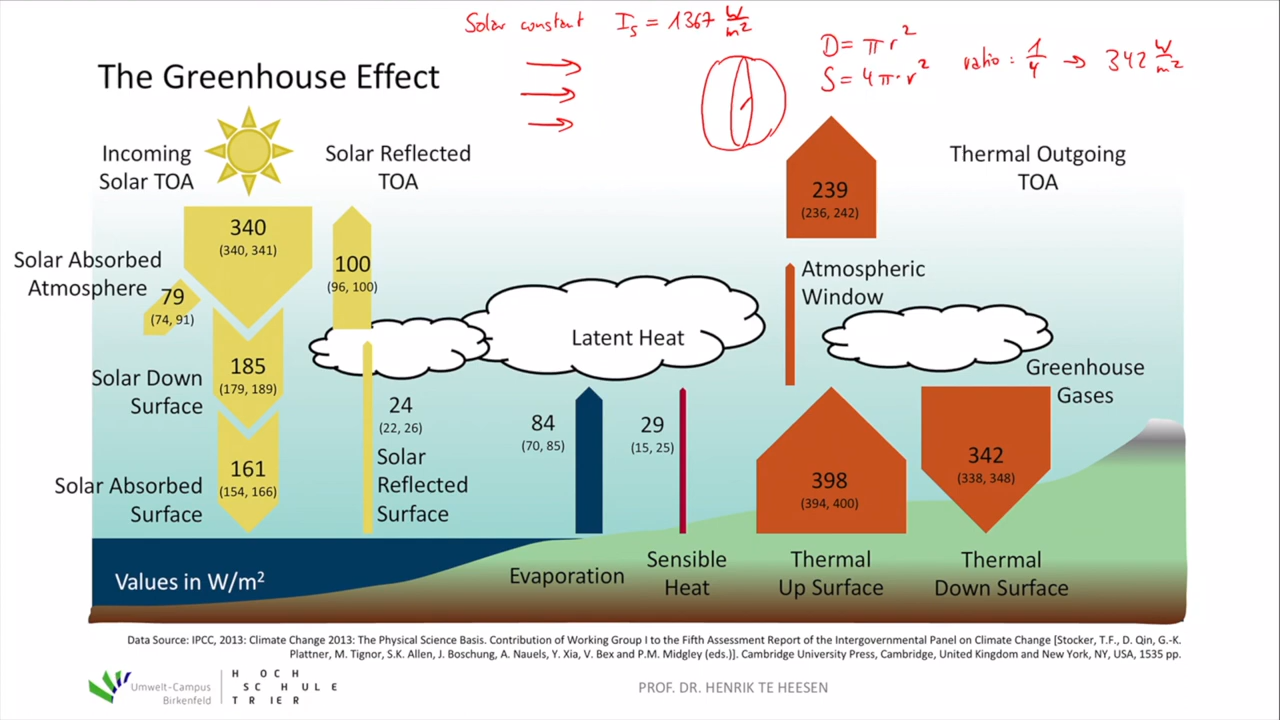 Solar constant I_s = 1367 W/m²
D = π r²
S = 4π · r²
ratio : 1/4 → 342 W/m²
The Greenhouse Effect
Incoming
Solar TOA
Solar Reflected
TOA
Thermal Outgoing
TOA
340
(340, 341)
239
(236, 242)
Solar Absorbed
Atmosphere
79
(74, 91)
100
(96, 100)
Atmospheric
Window
Latent Heat
Solar Down
Surface
185
(179, 189)
Greenhouse
Gases
24
(22, 26)
Solar
Reflected
Surface
84
(70, 85)
29
(15, 25)
Solar Absorbed
Surface
161
(154, 166)
398
(394, 400)
342
(338, 348)
Values in W/m²
Evaporation
Sensible
Heat
Thermal
Up Surface
Thermal
Down Surface
Data Source: IPCC, 2013: Climate Change 2013: The Physical Science Basis. Contribution of Working Group I to the Fifth Assessment Report of the Intergovernmental Panel on Climate Change [Stocker, T.F., D. Qin, G.-K.
Plattner, M. Tignor, S.K. Allen, J. Boschung, A. Nauels, Y. Xia, V. Bex and P.M. Midgley (eds.)]. Cambridge University Press, Cambridge, United Kingdom and New York, NY, USA, 1535 pp.
Umwelt-Campus
Birkenfeld
HOCH
SCHULE
TRIER
PROF. DR. HENRIK TE HEESEN